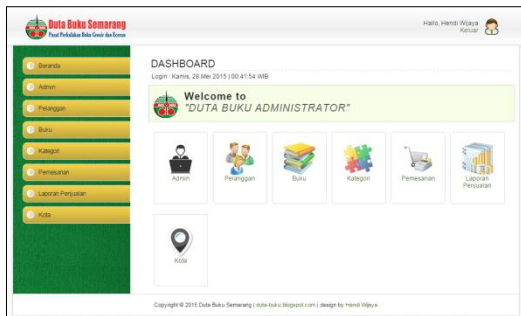 Duta Buku Semarang
Pusat Perkulakan Buku Grosir dan Eceran
Hallo, Hendi Wijaya
Keluar
Beranda
Admin
Pelanggan
Buku
Kategori
Pemesanan
Laporan Penjualan
Kota
DASHBOARD
Login : Kamis, 28 Mei 2015 | 00:41:54 WIB
Welcome to
"DUTA BUKU ADMINISTRATOR"
Admin
Pelanggan
Buku
Kategori
Pemesanan
Laporan
Penjualan
Kota
Copyright © 2015 Duta Buku Semarang | duta-buku.blogspot.com | design by Hendi Wijaya